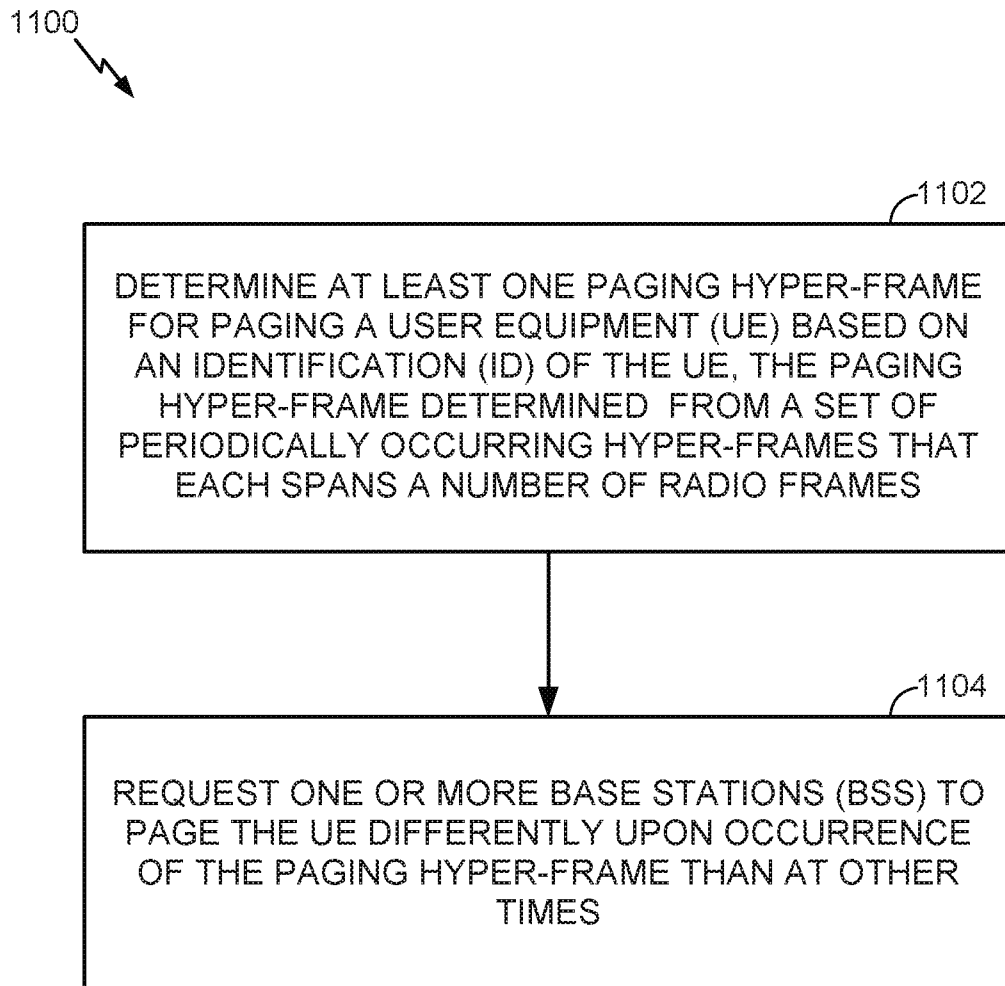 1100
1102
DETERMINE AT LEAST ONE PAGING HYPER-FRAME
FOR PAGING A USER EQUIPMENT (UE) BASED ON
AN IDENTIFICATION (ID) OF THE UE, THE PAGING
HYPER-FRAME DETERMINED FROM A SET OF
PERIODICALLY OCCURRING HYPER-FRAMES THAT
EACH SPANS A NUMBER OF RADIO FRAMES
1104
REQUEST ONE OR MORE BASE STATIONS (BSS) TO
PAGE THE UE DIFFERENTLY UPON OCCURRENCE
OF THE PAGING HYPER-FRAME THAN AT OTHER
TIMES